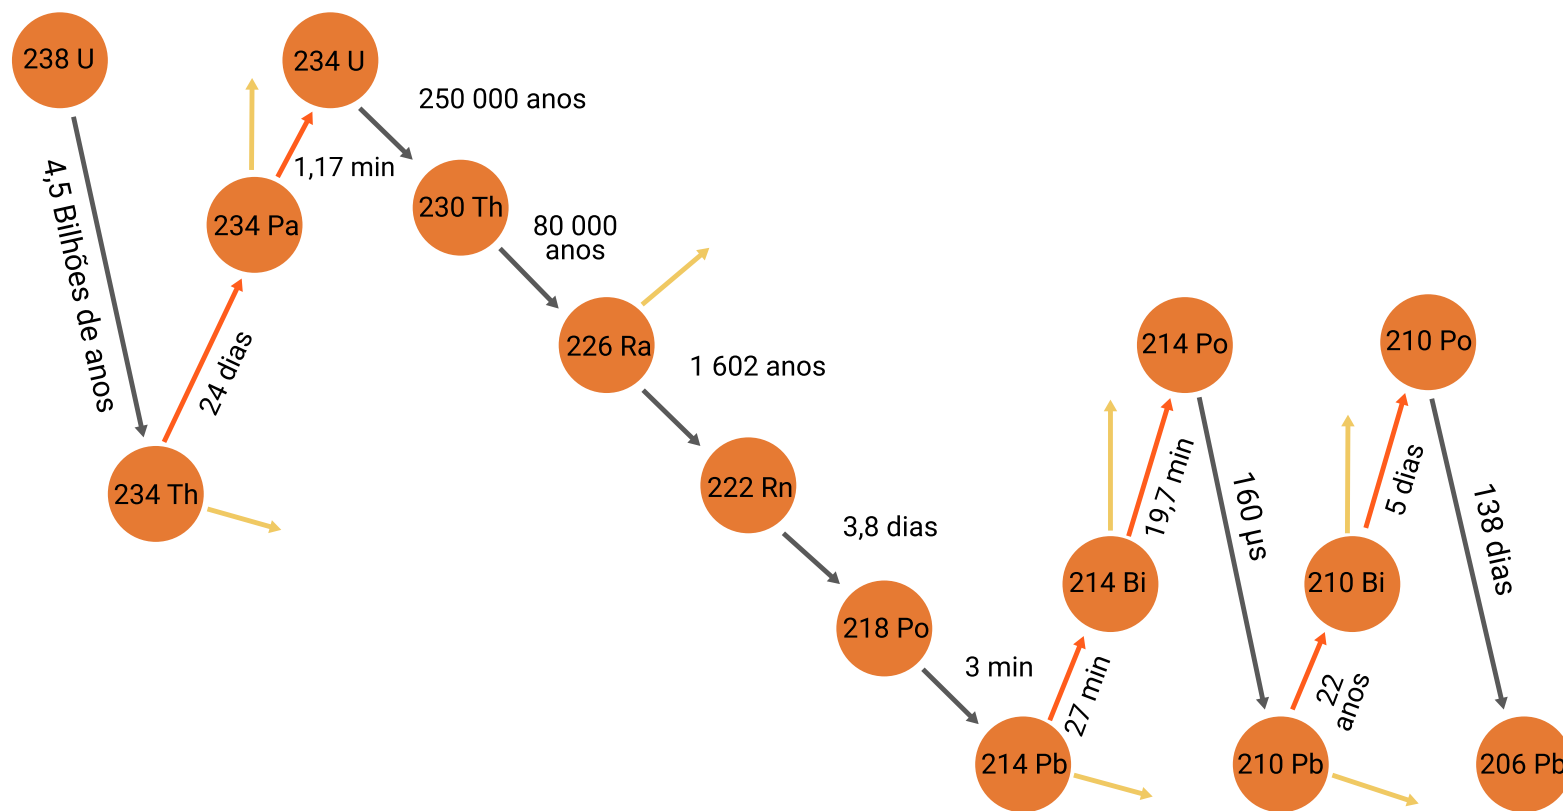 238 U
4,5 Bilhões de anos
234 Th
24 dias
234 Pa
1,17 min
234 U
250 000 anos
230 Th
80 000
anos
226 Ra
1 602 anos
222 Rn
3,8 dias
218 Po
3 min
214 Pb
27 min
214 Bi
19,7 min
214 Po
160 µs
210 Pb
22
anos
210 Bi
5 dias
210 Po
138 dias
206 Pb